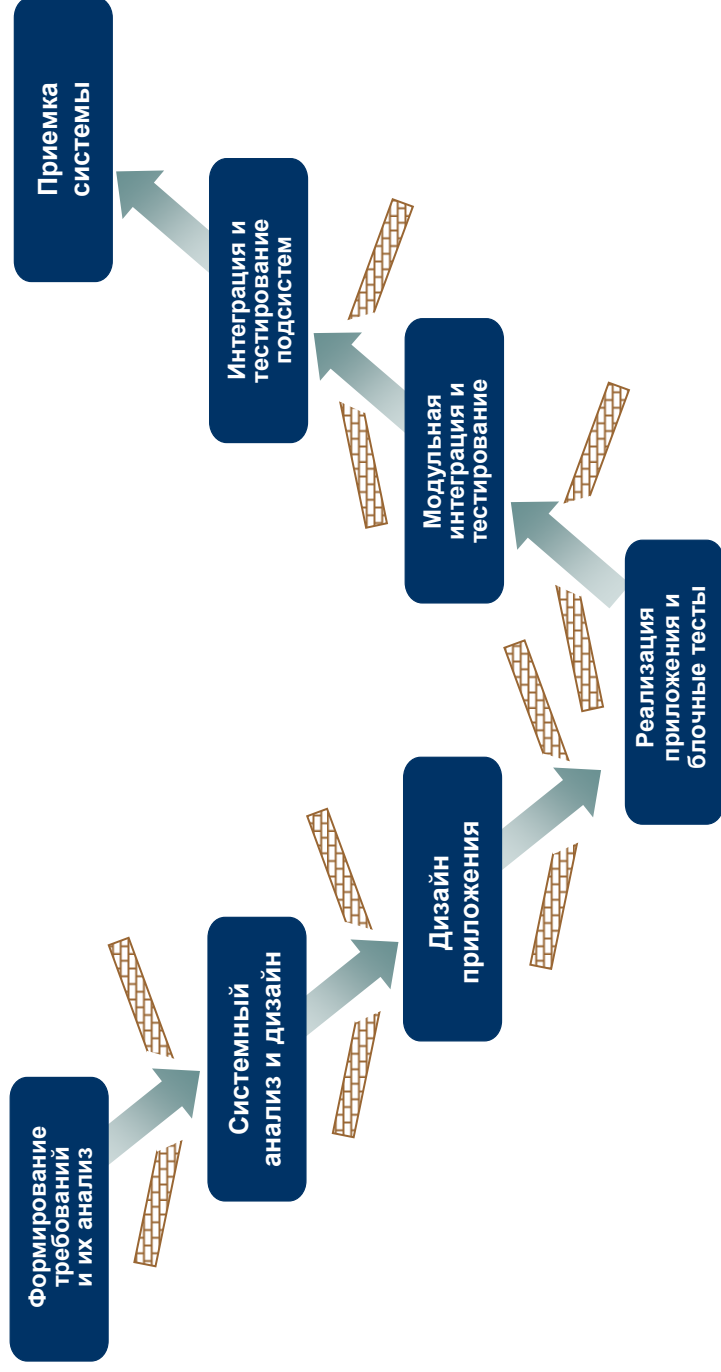 Формирование
требований
и их анализ
Системный
анализ и дизайн
Дизайн
приложения
Реализация
приложения и
блочные тесты
Модульная
интеграция и
тестирование
Интеграция и
тестирование
подсистем
Приемка
системы